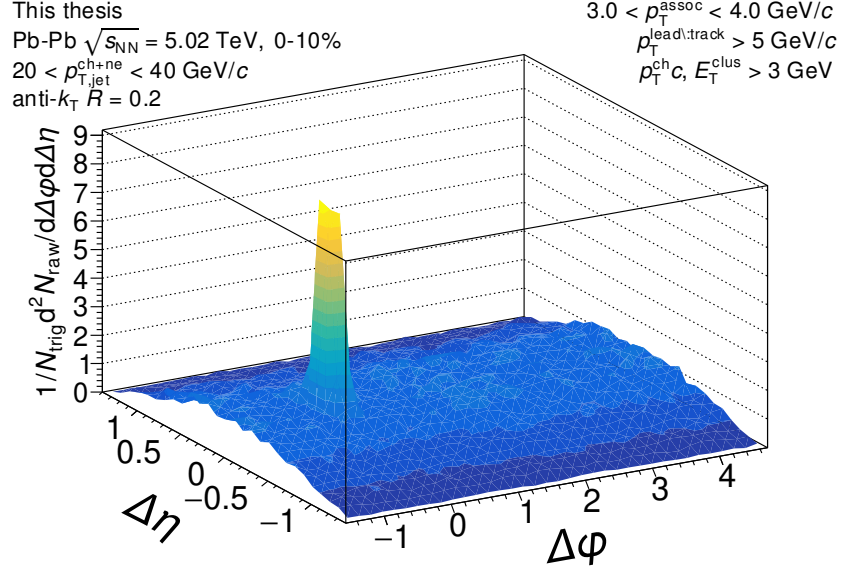 This thesis
Pb-Pb √s_NN = 5.02 TeV, 0-10%
20 < p_T,jet^ch+ne < 40 GeV/c
anti-k_T R = 0.2
3.0 < p_T^assoc < 4.0 GeV/c
p_T^lead\:track > 5 GeV/c
p_T^ch c, E_T^clus > 3 GeV
1/N_trig d²N_raw/dΔφdΔη
9
8
7
6
5
4
3
2
1
0
1
0.5
0
−0.5
−1
Δη
−1
0
1
2
3
4
Δφ